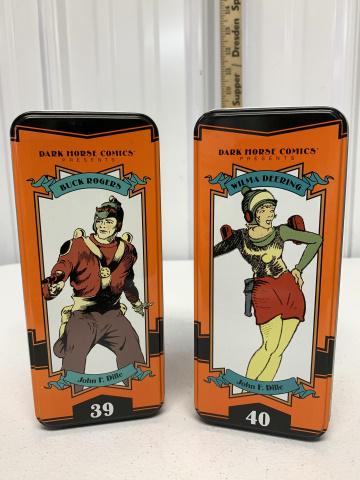 Supper / Dresden Sp
DARK HORSE COMICS'
PRESENTS
BUCK ROGERS
John F. Dille
39
DARK HORSE COMICS'
PRESENTS
WILMA DEERING
John F. Dille
40